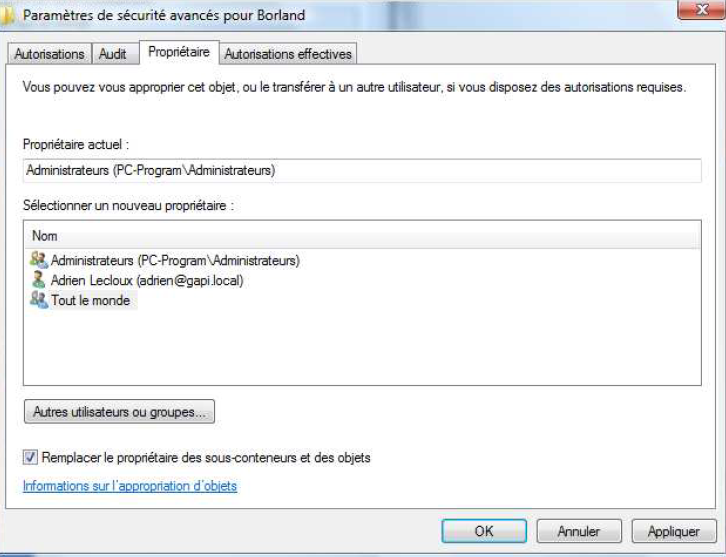 Paramètres de sécurité avancés pour Borland
Autorisations Audit Propriétaire Autorisations effectives
Vous pouvez vous approprier cet objet, ou le transférer à un autre utilisateur, si vous disposez des autorisations requises.
Propriétaire actuel :
Administrateurs (PC-Program\Administrateurs)
Sélectionner un nouveau propriétaire :
Nom
Administrateurs (PC-Program\Administrateurs)
Adrien Lecloux (adrien@gapi.local)
Tout le monde
Autres utilisateurs ou groupes...
Remplacer le propriétaire des sous-conteneurs et des objets
Informations sur l'appropriation d'objets
OK Annuler Appliquer